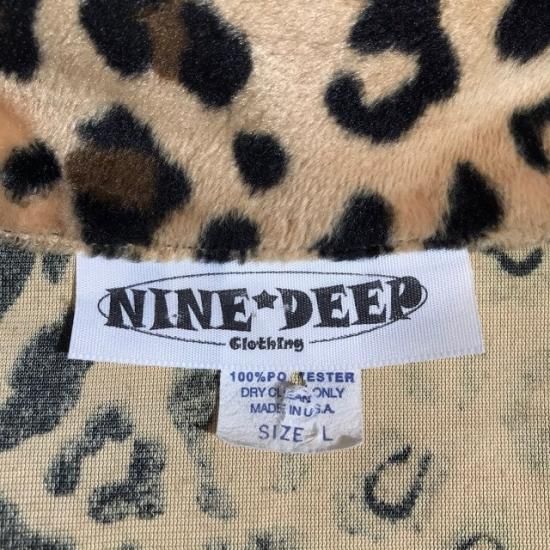 NINE★DEEP
Clothing
100% POLYESTER
DRY CLEAN ONLY
MADE IN U.S.A.
SIZE L